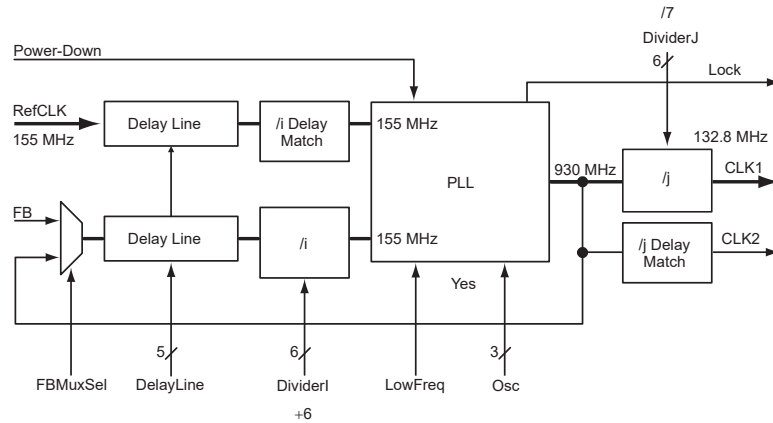 /7
DividerJ
6
Power-Down
Lock
RefCLK
155 MHz
Delay Line
/i Delay
Match
155 MHz
PLL
930 MHz
/j
132.8 MHz
CLK1
FB
Delay Line
/i
155 MHz
/j Delay
Match
CLK2
Yes
5
6
3
FBMuxSel
DelayLine
DividerI
LowFreq
Osc
÷6